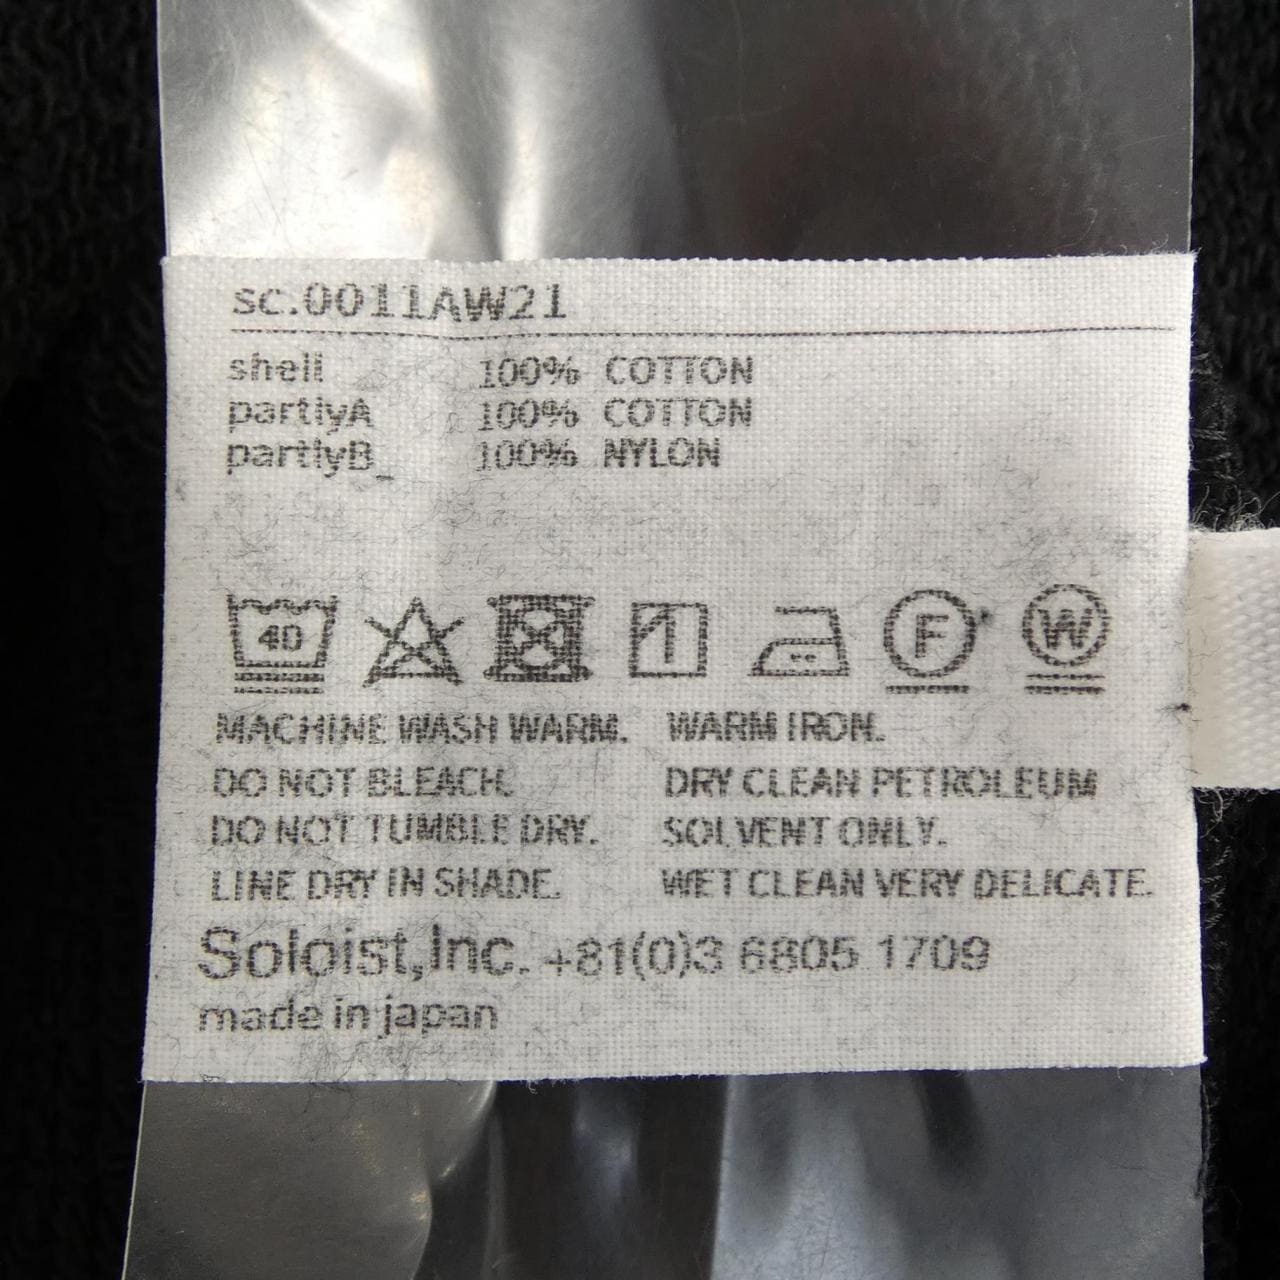 sc.0011AW21
shell 100% COTTON
partlyA 100% COTTON
partlyB_ 100% NYLON
40 F W
MACHINE WASH WARM. WARM IRON.
DO NOT BLEACH. DRY CLEAN PETROLEUM
DO NOT TUMBLE DRY. SOLVENT ONLY.
LINE DRY IN SHADE. WET CLEAN VERY DELICATE.
Soloist,Inc. +81(0)3 6805 1709
made in japan